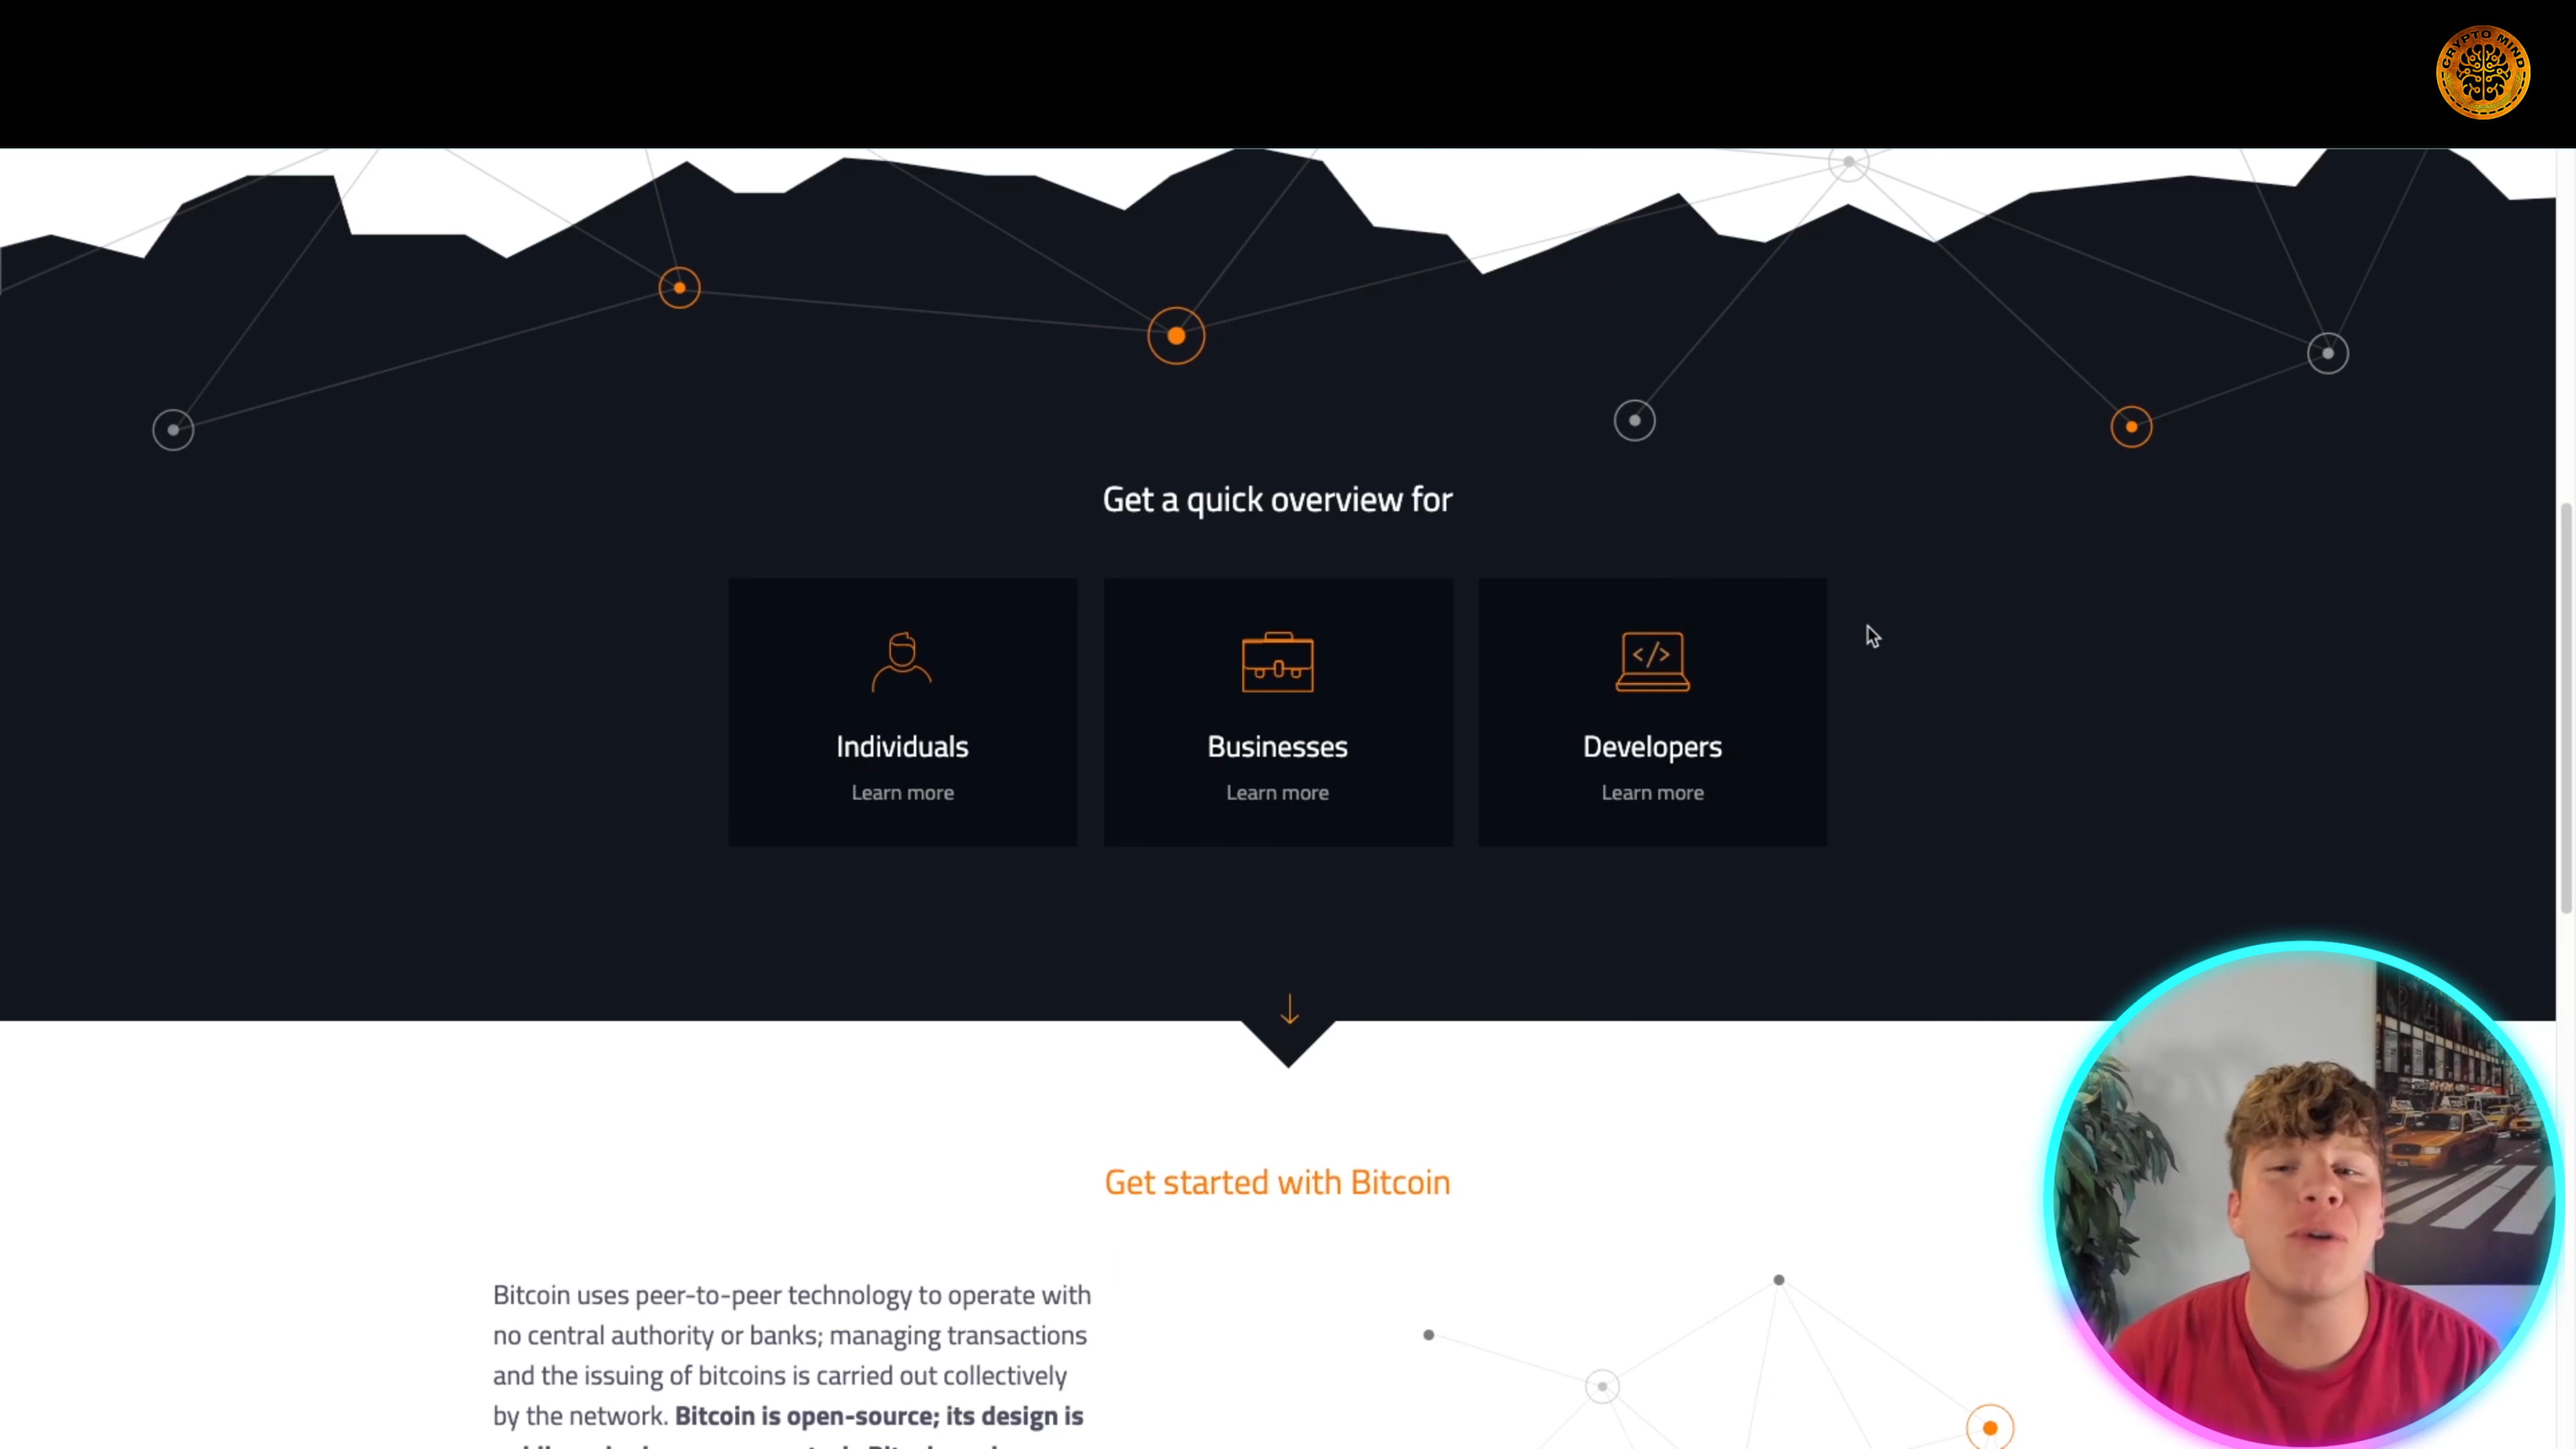 CRYPTO MIND
Get a quick overview for
Individuals
Learn more
Businesses
Learn more
Developers
Learn more
Get started with Bitcoin
Bitcoin uses peer-to-peer technology to operate with
no central authority or banks; managing transactions
and the issuing of bitcoins is carried out collectively
by the network. Bitcoin is open-source; its design is